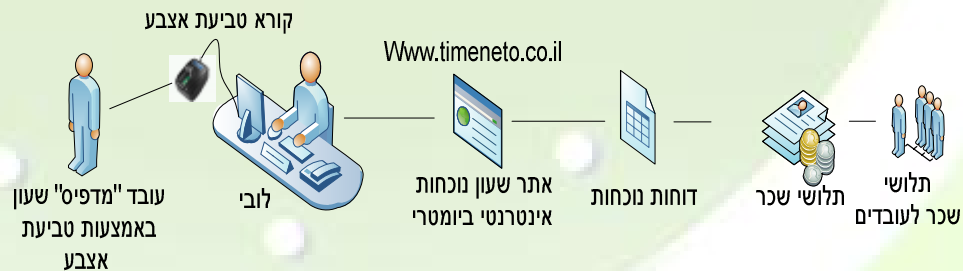 קורא טביעת אצבע
Www.timeneto.co.il
עובד "מדפיס" שעון
באמצעות טביעת
אצבע
לובי
אתר שעון נוכחות
אינטרנטי ביומטרי
דוחות נוכחות
תלושי שכר
תלושי
שכר לעובדים